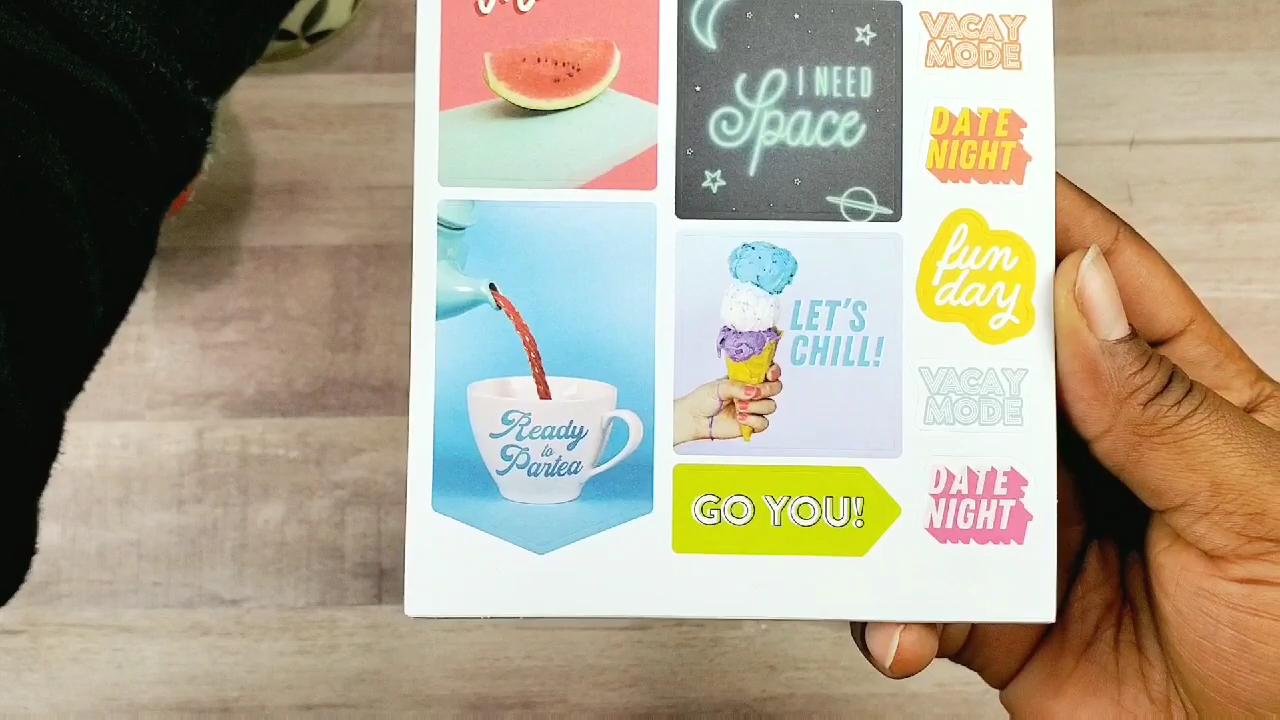 I NEED
Space
Ready
to
Partea
LET'S
CHILL!
GO YOU!
VACAY
MODE
DATE
NIGHT
fun
day
VACAY
MODE
DATE
NIGHT